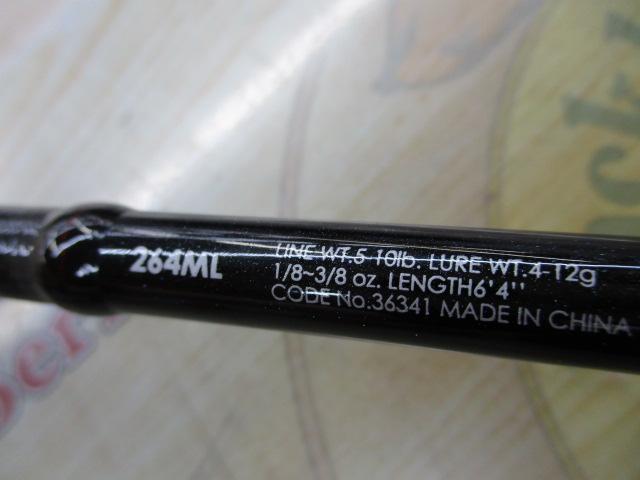 264ML
LINE WT.5-10lb. LURE WT.4-12g
1/8~3/8 oz. LENGTH6'4"
CODE No.36341 MADE IN CHINA